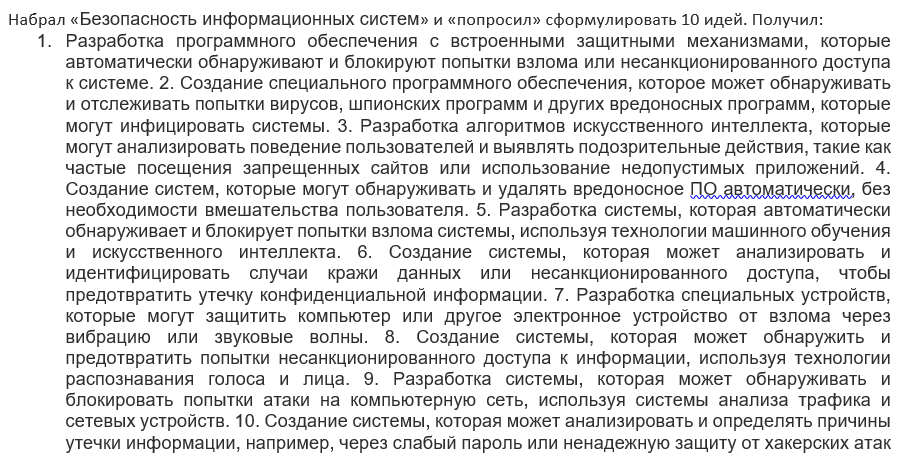 Набрал «Безопасность информационных систем» и «попросил» сформулировать 10 идей. Получил:
1. Разработка программного обеспечения с встроенными защитными механизмами, которые
автоматически обнаруживают и блокируют попытки взлома или несанкционированного доступа
к системе. 2. Создание специального программного обеспечения, которое может обнаруживать
и отслеживать попытки вирусов, шпионских программ и других вредоносных программ, которые
могут инфицировать системы. 3. Разработка алгоритмов искусственного интеллекта, которые
могут анализировать поведение пользователей и выявлять подозрительные действия, такие как
частые посещения запрещенных сайтов или использование недопустимых приложений. 4.
Создание систем, которые могут обнаруживать и удалять вредоносное ПО автоматически, без
необходимости вмешательства пользователя. 5. Разработка системы, которая автоматически
обнаруживает и блокирует попытки взлома системы, используя технологии машинного обучения
и искусственного интеллекта. 6. Создание системы, которая может анализировать и
идентифицировать случаи кражи данных или несанкционированного доступа, чтобы
предотвратить утечку конфиденциальной информации. 7. Разработка специальных устройств,
которые могут защитить компьютер или другое электронное устройство от взлома через
вибрацию или звуковые волны. 8. Создание системы, которая может обнаружить и
предотвратить попытки несанкционированного доступа к информации, используя технологии
распознавания голоса и лица. 9. Разработка системы, которая может обнаруживать и
блокировать попытки атаки на компьютерную сеть, используя системы анализа трафика и
сетевых устройств. 10. Создание системы, которая может анализировать и определять причины
утечки информации, например, через слабый пароль или ненадежную защиту от хакерских атак